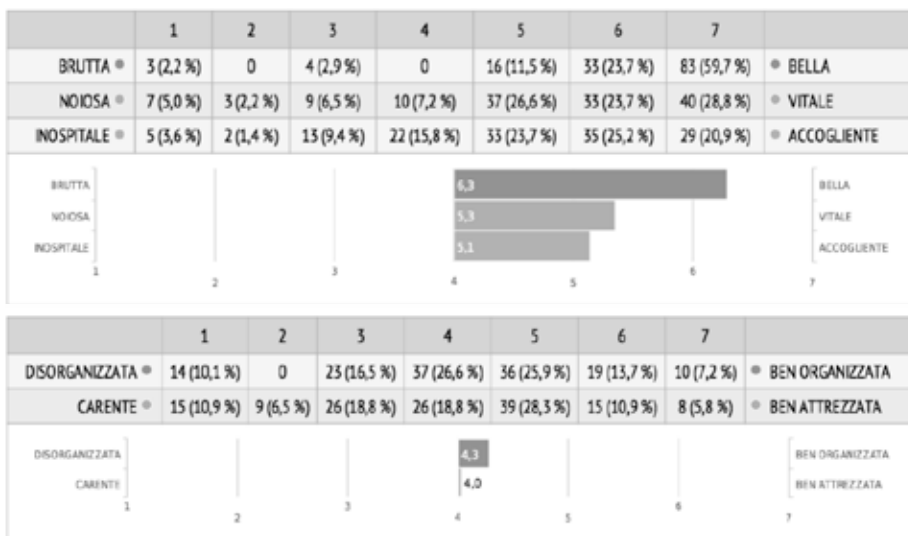 1 2 3 4 5 6 7
BRUTTA 3 (2,2 %) 0 4 (2,9 %) 0 16 (11,5 %) 33 (23,7 %) 83 (59,7 %) BELLA
NOIOSA 7 (5,0 %) 3 (2,2 %) 9 (6,5 %) 10 (7,2 %) 37 (26,6 %) 33 (23,7 %) 40 (28,8 %) VITALE
INOSPITALE 5 (3,6 %) 2 (1,4 %) 13 (9,4 %) 22 (15,8 %) 33 (23,7 %) 35 (25,2 %) 29 (20,9 %) ACCOGLIENTE
BRUTTA 6,3 BELLA
NOIOSA 5,3 VITALE
INOSPITALE 5,1 ACCOGLIENTE
1 2 3 4 5 6 7
1 2 3 4 5 6 7
DISORGANIZZATA 14 (10,1 %) 0 23 (16,5 %) 37 (26,6 %) 36 (25,9 %) 19 (13,7 %) 10 (7,2 %) BEN ORGANIZZATA
CARENTE 15 (10,9 %) 9 (6,5 %) 26 (18,8 %) 26 (18,8 %) 39 (28,3 %) 15 (10,9 %) 8 (5,8 %) BEN ATTREZZATA
DISORGANIZZATA 4,3 BEN ORGANIZZATA
CARENTE 4,0 BEN ATTREZZATA
1 2 3 4 5 6 7